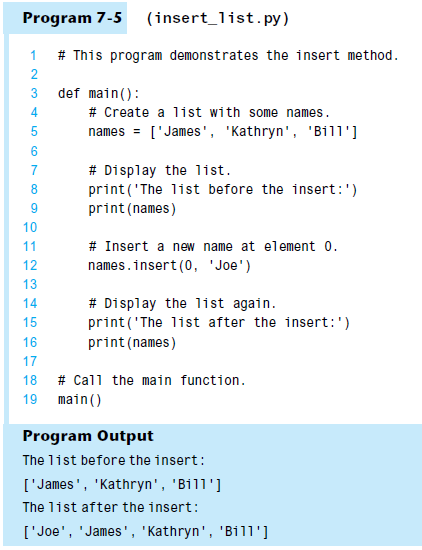 Program 7-5 (insert_list.py)
1 # This program demonstrates the insert method.
2
3 def main():
4     # Create a list with some names.
5     names = ['James', 'Kathryn', 'Bill']
6
7     # Display the list.
8     print('The list before the insert:')
9     print(names)
10
11     # Insert a new name at element 0.
12     names.insert(0, 'Joe')
13
14     # Display the list again.
15     print('The list after the insert:')
16     print(names)
17
18 # Call the main function.
19 main()
Program Output
The list before the insert:
['James', 'Kathryn', 'Bill']
The list after the insert:
['Joe', 'James', 'Kathryn', 'Bill']